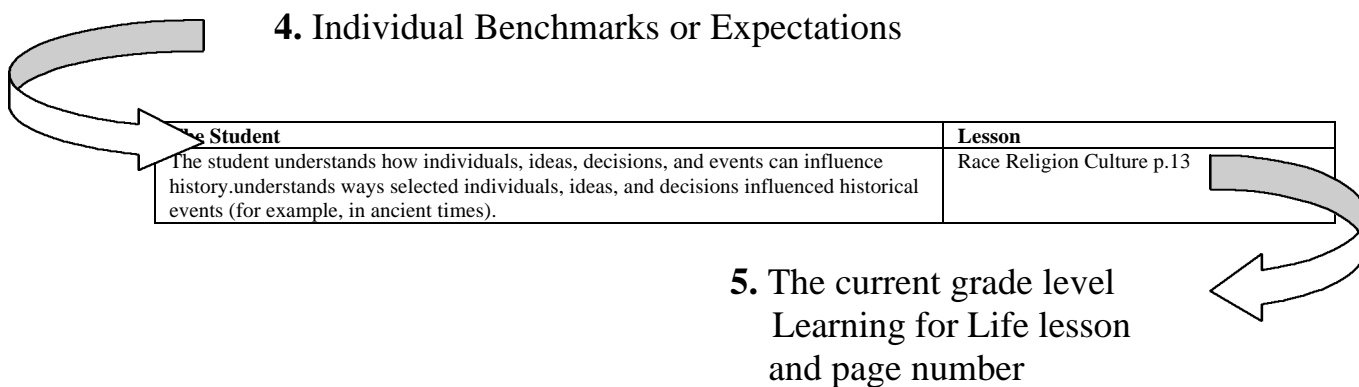 4. Individual Benchmarks or Expectations
he Student
Lesson
The student understands how individuals, ideas, decisions, and events can influence
history.understands ways selected individuals, ideas, and decisions influenced historical
events (for example, in ancient times).
Race Religion Culture p.13
5. The current grade level
Learning for Life lesson
and page number